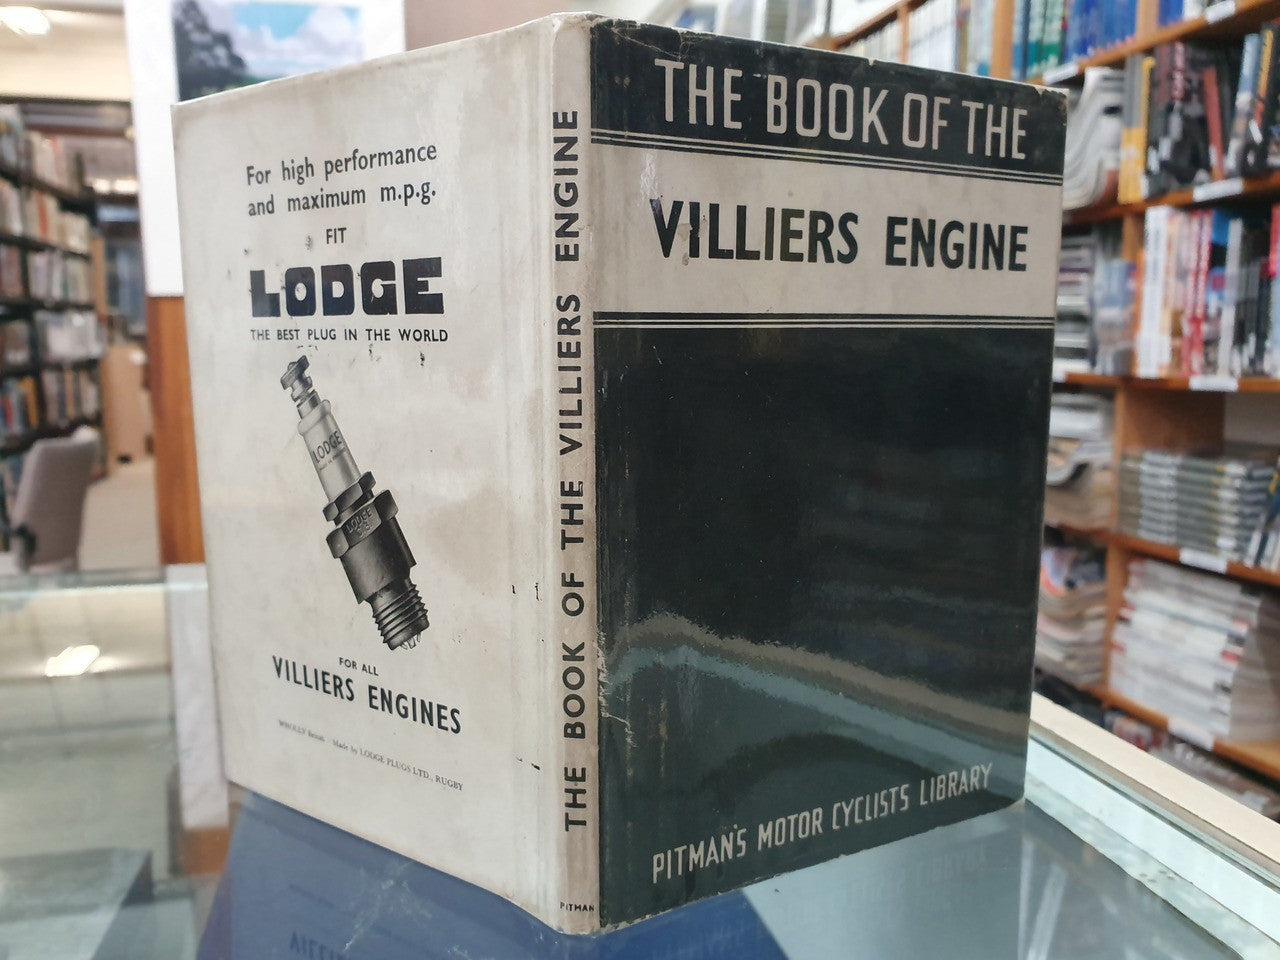 For high performance
and maximum m.p.g.
FIT
LODGE
THE BEST PLUG IN THE WORLD
LODGE
LODGE
FOR ALL
VILLIERS ENGINES
WHOLLY British Made by LODGE PLUGS LTD., RUGBY
THE BOOK OF THE VILLIERS ENGINE
PITMAN
THE BOOK OF THE
VILLIERS ENGINE
PITMAN'S MOTOR CYCLISTS LIBRARY